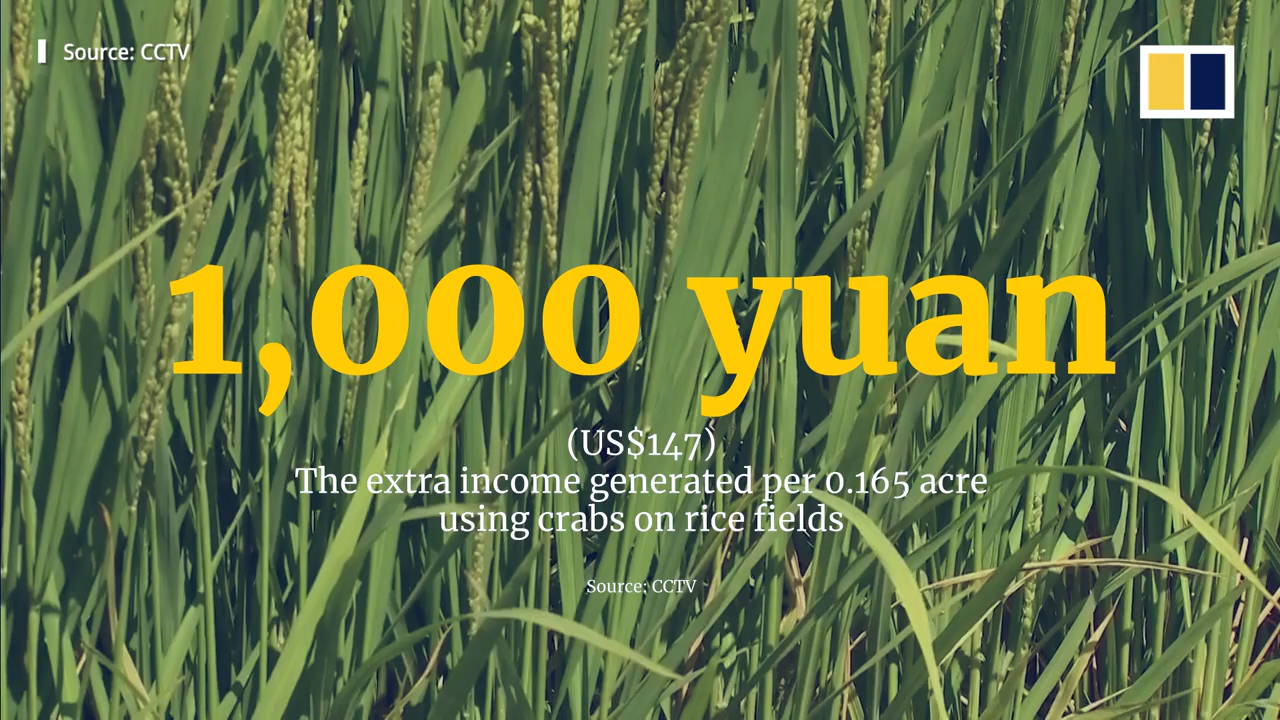 Source: CCTV
1,000 yuan
(US$147)
The extra income generated per 0.165 acre
using crabs on rice fields
Source: CCTV